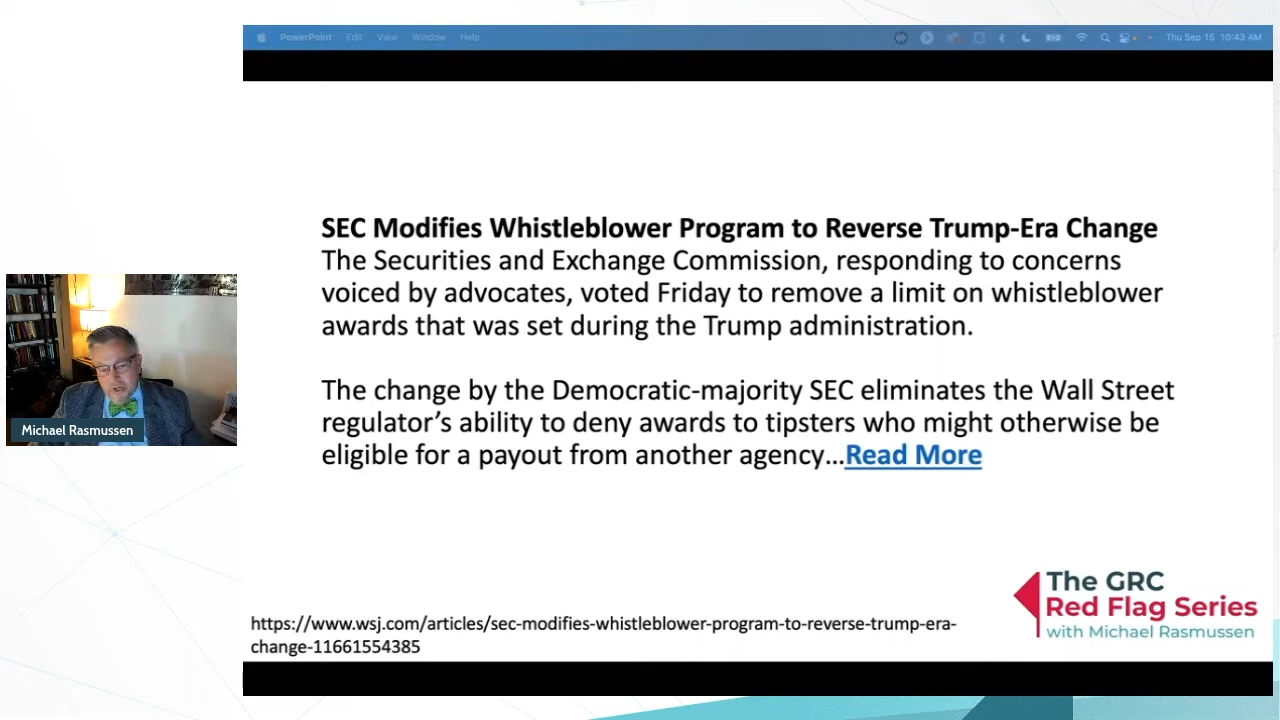 PowerPoint Edit View Window Help
Thu Sep 15 10:43 AM
SEC Modifies Whistleblower Program to Reverse Trump-Era Change
The Securities and Exchange Commission, responding to concerns
voiced by advocates, voted Friday to remove a limit on whistleblower
awards that was set during the Trump administration.
The change by the Democratic-majority SEC eliminates the Wall Street
regulator’s ability to deny awards to tipsters who might otherwise be
eligible for a payout from another agency…Read More
Michael Rasmussen
https://www.wsj.com/articles/sec-modifies-whistleblower-program-to-reverse-trump-era-
change-11661554385
The GRC
Red Flag Series
with Michael Rasmussen